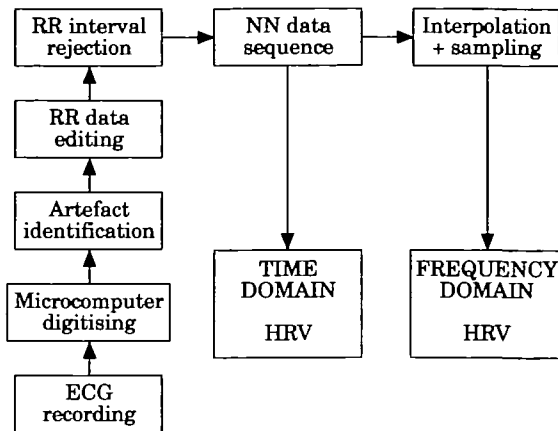 RR interval
rejection
NN data
sequence
Interpolation
+ sampling
RR data
editing
Artefact
identification
Microcomputer
digitising
ECG
recording
TIME
DOMAIN
HRV
FREQUENCY
DOMAIN
HRV